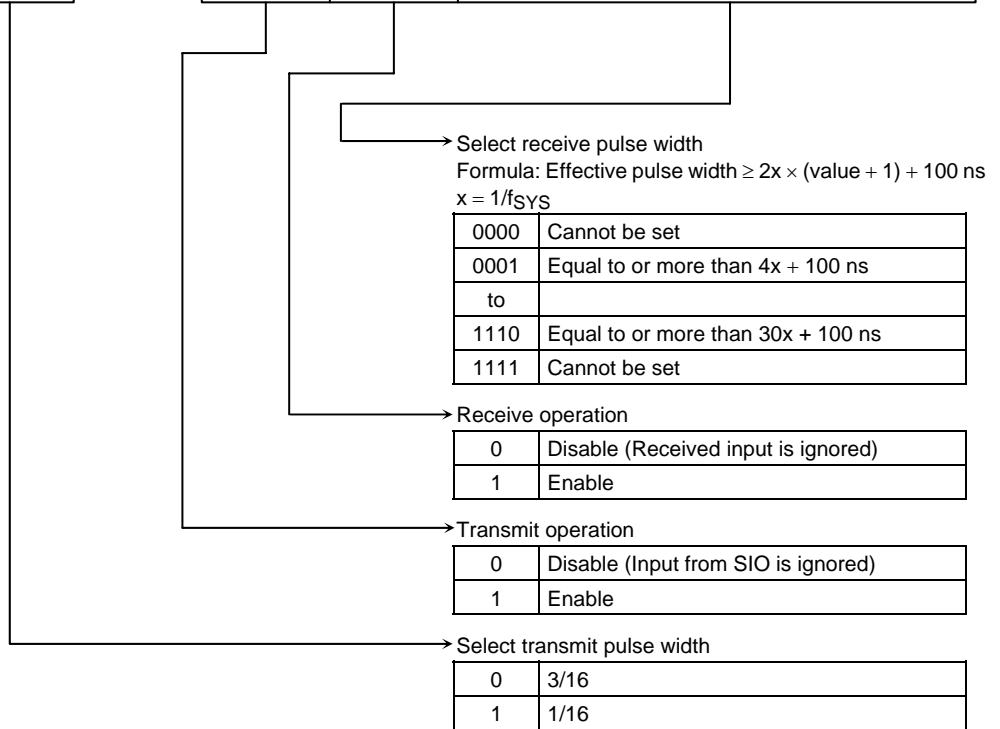 Select receive pulse width
Formula: Effective pulse width ≥ 2x × (value + 1) + 100 ns
x = 1/fSYS
0000 Cannot be set
0001 Equal to or more than 4x + 100 ns
to
1110 Equal to or more than 30x + 100 ns
1111 Cannot be set
Receive operation
0 Disable (Received input is ignored)
1 Enable
Transmit operation
0 Disable (Input from SIO is ignored)
1 Enable
Select transmit pulse width
0 3/16
1 1/16